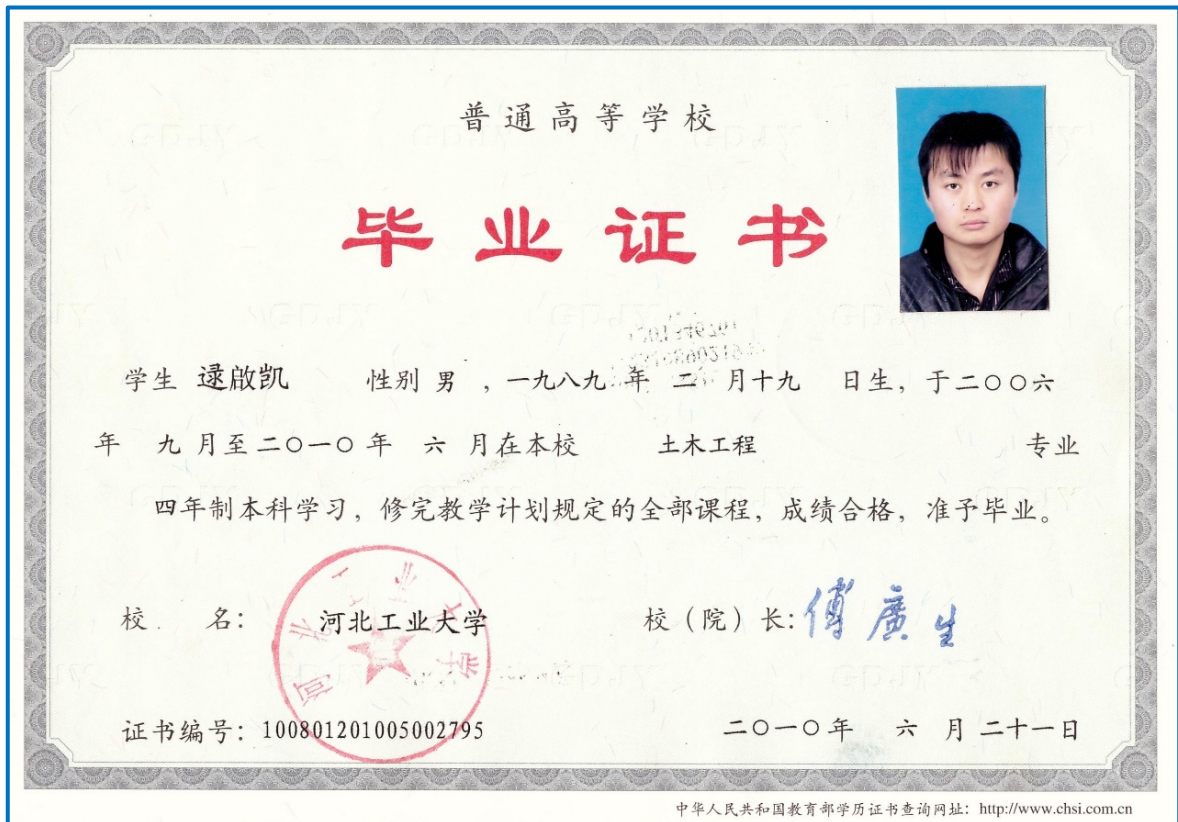 普通高等学校
毕业证书
学生 逯啟凯 性别 男 ，一九八九 年 二 月十九 日生，于二〇〇六
年 九 月至二〇一〇年 六 月在本校 土木工程 专业
四年制本科学习，修完教学计划规定的全部课程，成绩合格，准予毕业。
校 名： 河北工业大学 校（院）长：傅廣生
河北工业大学
证书编号：100801201005002795 二〇一〇年 六 月 二十一日
中华人民共和国教育部学历证书查询网址：http://www.chsi.com.cn